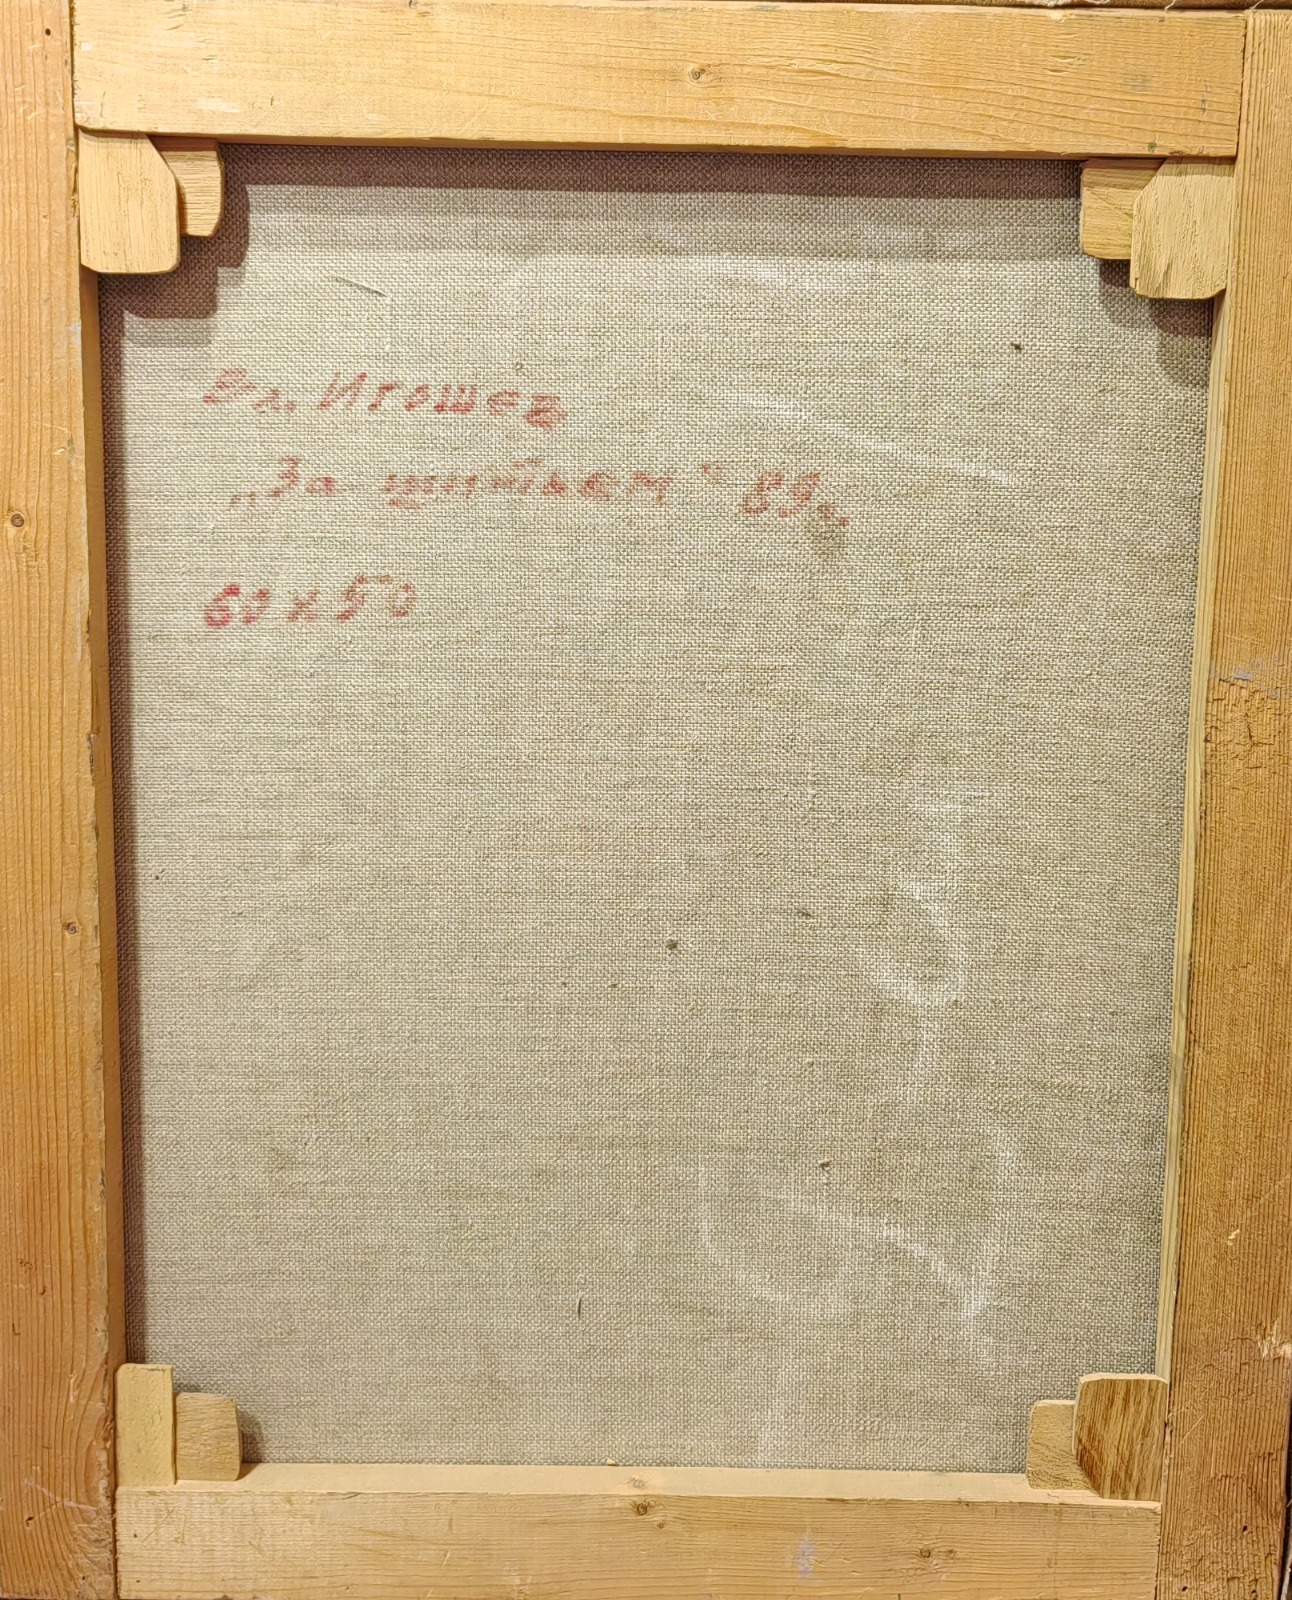 Вл. Игошев
„За шитьем" 89 г.
60 х 50